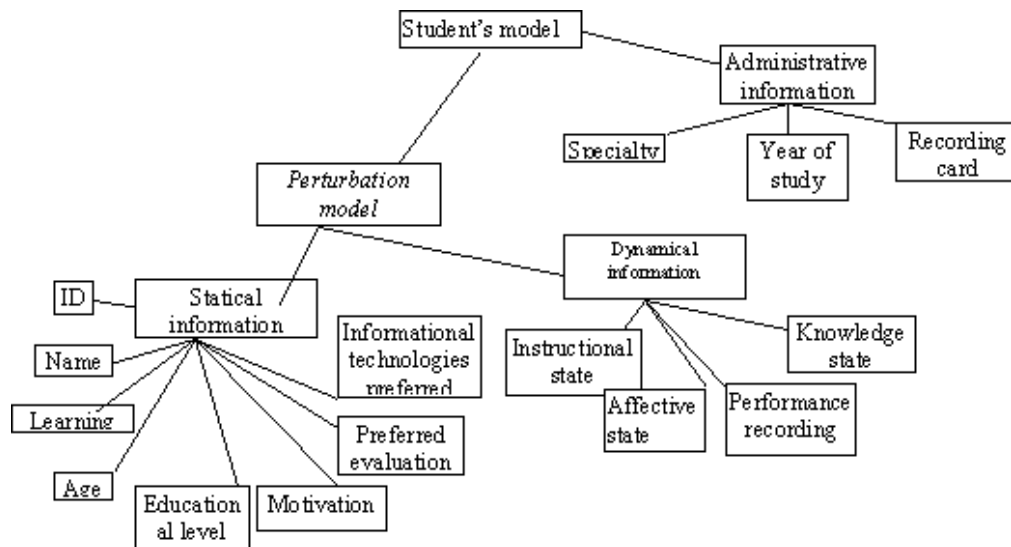 Student's model
Administrative
information
Specialty
Year of
study
Recording
card
Perturbation
model
Dynamical
information
ID
Statical
information
Informational
technologies
preferred
Name
Instructional
state
Knowledge
state
Learning
Affective
state
Performance
recording
Preferred
evaluation
Age
Education
al level
Motivation